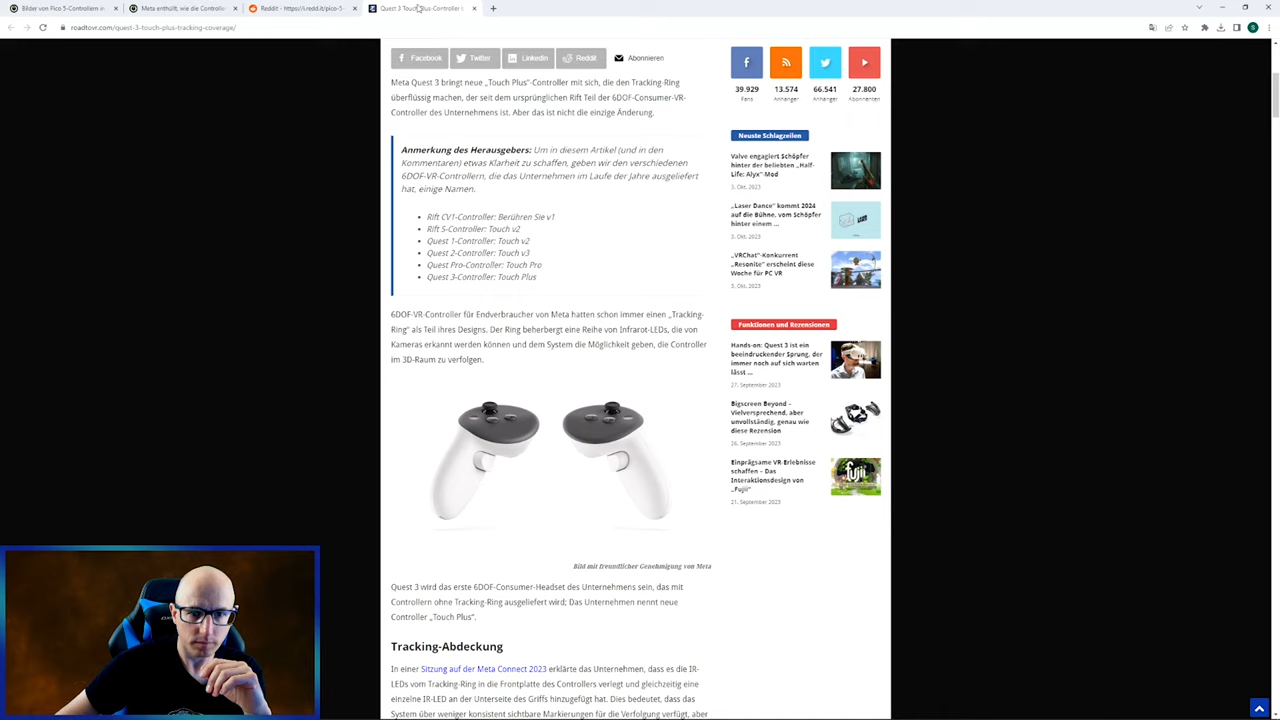 Bilder von Pico 5-Controllern in
Meta enthüllt, wie die Controlle
Reddit - https://i.redd.it/pico-5-
Quest 3 Touch Plus-Controller
roadtovr.com/quest-3-touch-plus-tracking-coverage/
Facebook
Twitter
LinkedIn
Reddit
Abonnieren
Meta Quest 3 bringt neue „Touch Plus"-Controller mit sich, die den Tracking-Ring
überflüssig machen, der seit dem ursprünglichen Rift Teil der 6DOF-Consumer-VR-
Controller des Unternehmens ist. Aber das ist nicht die einzige Änderung.
Anmerkung des Herausgebers: Um in diesem Artikel (und in den
Kommentaren) etwas Klarheit zu schaffen, geben wir den verschiedenen
6DOF-VR-Controllern, die das Unternehmen im Laufe der Jahre ausgeliefert
hat, einige Namen.
Rift CV1-Controller: Berühren Sie v1
Rift S-Controller: Touch v2
Quest 1-Controller: Touch v2
Quest 2-Controller: Touch v3
Quest Pro-Controller: Touch Pro
Quest 3-Controller: Touch Plus
6DOF-VR-Controller für Endverbraucher von Meta hatten schon immer einen „Tracking-
Ring" als Teil ihres Designs. Der Ring beherbergt eine Reihe von Infrarot-LEDs, die von
Kameras erkannt werden können und dem System die Möglichkeit geben, die Controller
im 3D-Raum zu verfolgen.
Bild mit freundlicher Genehmigung von Meta
Quest 3 wird das erste 6DOF-Consumer-Headset des Unternehmens sein, das mit
Controllern ohne Tracking-Ring ausgeliefert wird; Das Unternehmen nennt neue
Controller „Touch Plus".
Tracking-Abdeckung
In einer Sitzung auf der Meta Connect 2023 erklärte das Unternehmen, dass es die IR-
LEDs vom Tracking-Ring in die Frontplatte des Controllers verlegt und gleichzeitig eine
einzelne IR-LED an der Unterseite des Griffs hinzugefügt hat. Dies bedeutet, dass das
System über weniger konsistent sichtbare Markierungen für die Verfolgung verfügt, aber
39.929
13.574
66.541
27.800
Fans
Anhänger
Anhänger
Abonnenten
Neuste Schlagzeilen
Valve engagiert Schöpfer
hinter der beliebten „Half-
Life: Alyx"-Mod
3. Okt. 2023
„Laser Dance" kommt 2024
auf die Bühne, vom Schöpfer
hinter einem ...
3. Okt. 2023
„VRChat"-Konkurrent
„Resonite" erscheint diese
Woche für PC VR
3. Okt. 2023
Funktionen und Rezensionen
Hands-on: Quest 3 ist ein
beeindruckender Sprung, der
immer noch auf sich warten
lässt ...
27. September 2023
Bigscreen Beyond –
Vielversprechend, aber
unvollständig, genau wie
diese Rezension
26. September 2023
Einprägsame VR-Erlebnisse
schaffen – Das
Interaktionsdesign von
„Fujii"
21. September 2023